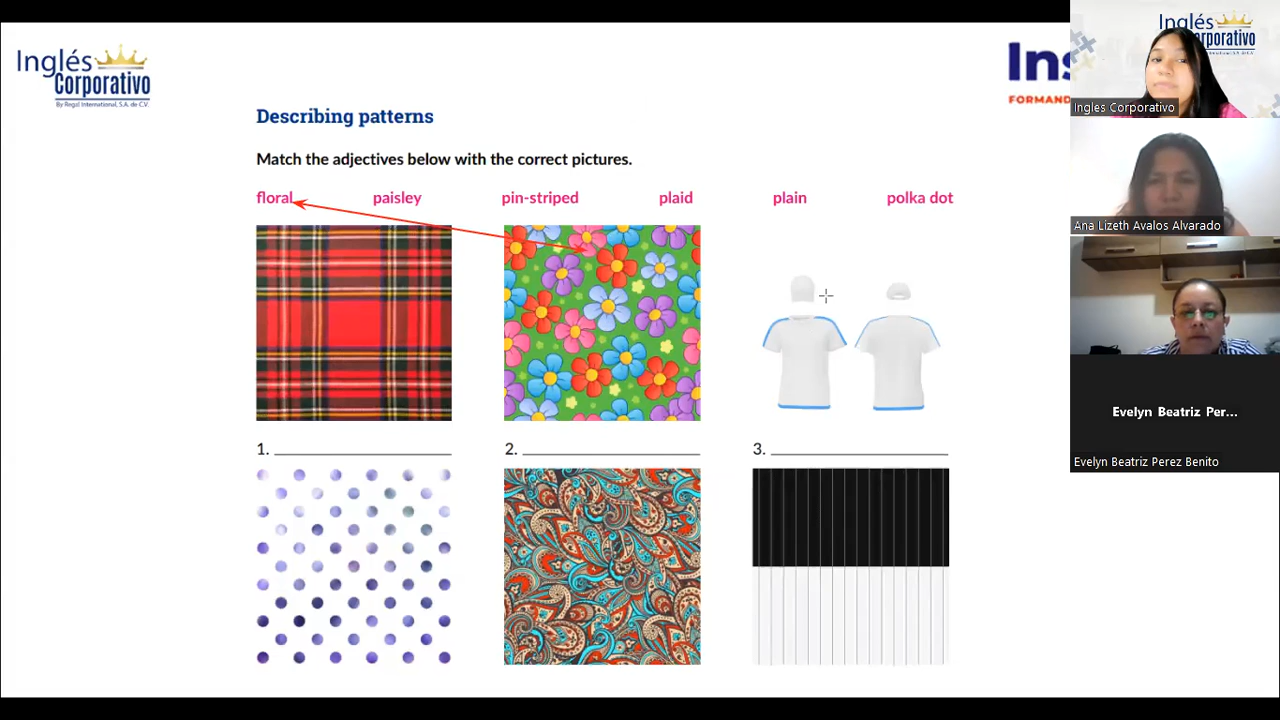 Inglés
Corporativo
By Regal International, S.A. de C.V.
Ins
FORMAND
Describing patterns
Match the adjectives below with the correct pictures.
floral paisley pin-striped plaid plain polka dot
1. 2. 3.
Inglés
Corporativo
Ingles Corporativo
Ana Lizeth Avalos Alvarado
Evelyn Beatriz Per...
Evelyn Beatriz Perez Benito